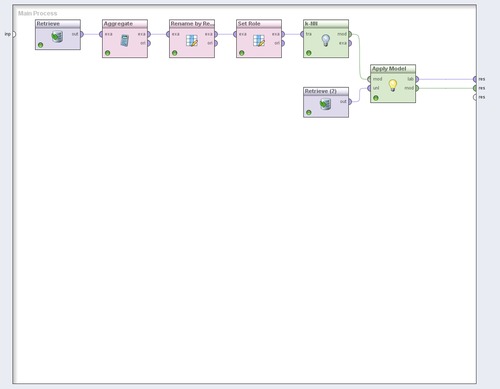 Main Process
inp
Retrieve
out
Aggregate
exa
exa
ori
Rename by Re...
exa
exa
ori
Set Role
exa
exa
ori
k-NN
tra
mod
exa
Retrieve (2)
out
Apply Model
mod
lab
unl
mod
res
res
res